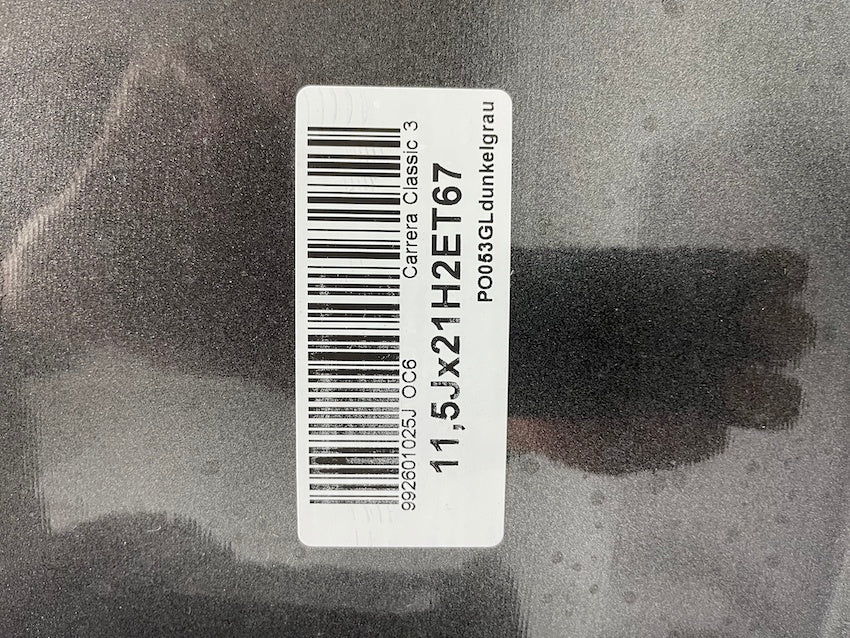 992601025J OC6 Carrera Classic 3
11,5Jx21H2ET67
PO053GLdunkelgrau